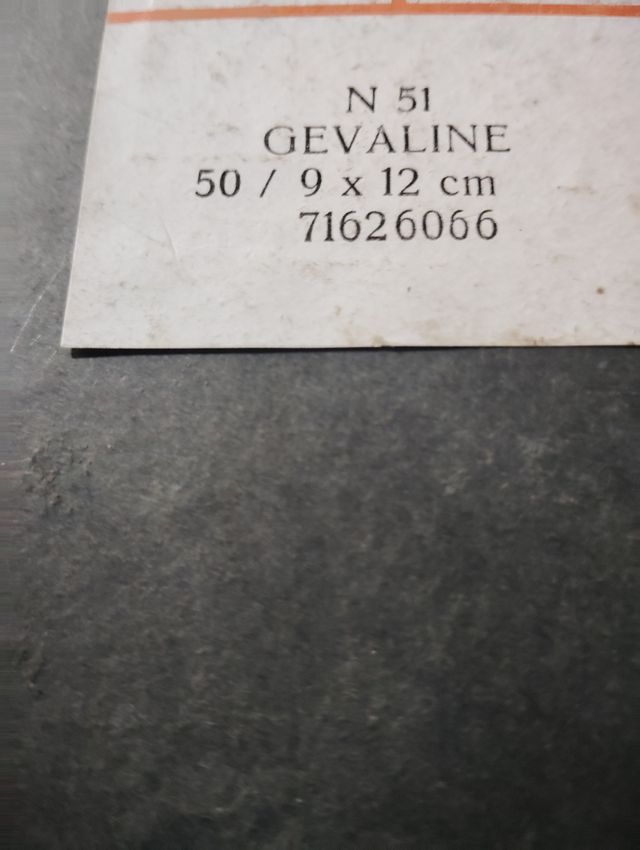 N 51
GEVALINE
50 / 9 x 12 cm
71626066